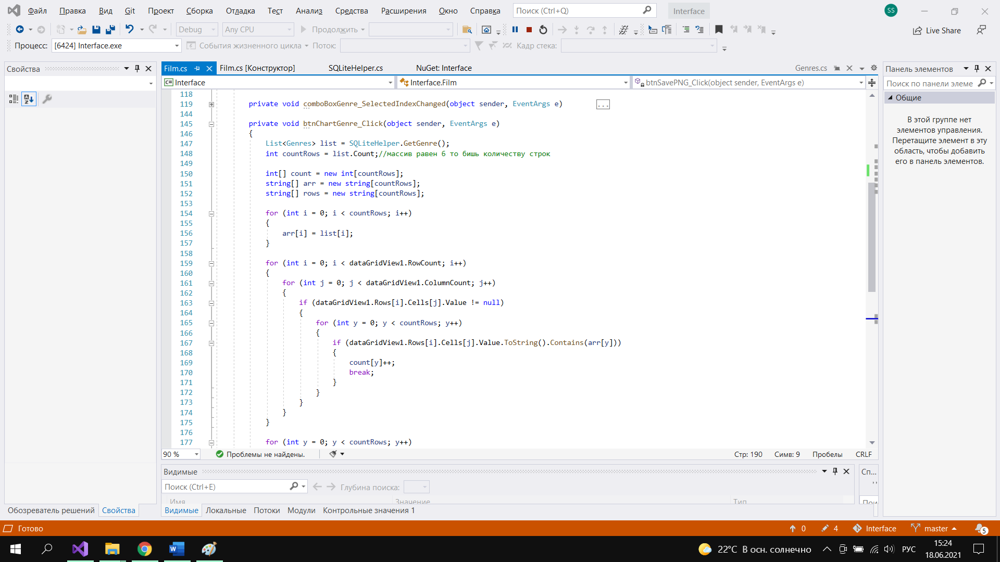 Файл Правка Вид Git Проект Сборка Отладка Тест Анализ Средства Расширения Окно Справка Поиск (Ctrl+Q) Interface SS
Debug Any CPU Продолжить Live Share
Процесс: [6424] Interface.exe События жизненного цикла Поток: Кадр стека:
Свойства
Film.cs Film.cs [Конструктор] SQLiteHelper.cs NuGet: Interface Genres.cs
Interface Interface.Film btnSavePNG_Click(object sender, EventArgs e)
118
119 private void comboBoxGenre_SelectedIndexChanged(object sender, EventArgs e) ...
144
145 private void btnChartGenre_Click(object sender, EventArgs e)
146 {
147 List<Genres> list = SQLiteHelper.GetGenre();
148 int countRows = list.Count;//массив равен 6 то бишь количеству строк
149
150 int[] count = new int[countRows];
151 string[] arr = new string[countRows];
152 string[] rows = new string[countRows];
153
154 for (int i = 0; i < countRows; i++)
155 {
156 arr[i] = list[i];
157 }
158
159 for (int i = 0; i < dataGridView1.RowCount; i++)
160 {
161 for (int j = 0; j < dataGridView1.ColumnCount; j++)
162 {
163 if (dataGridView1.Rows[i].Cells[j].Value != null)
164 {
165 for (int y = 0; y < countRows; y++)
166 {
167 if (dataGridView1.Rows[i].Cells[j].Value.ToString().Contains(arr[y]))
168 {
169 count[y]++;
170 break;
171 }
172 }
173 }
174 }
175 }
176
177 for (int y = 0; y < countRows; y++)
90 % Проблемы не найдены. Стр: 190 Симв: 9 Пробелы CRLF
Панель элементов
Поиск по панели элеме
Общие
В этой группе нет
элементов управления.
Перетащите элемент в эту
область, чтобы добавить
его в панель элементов.
Видимые
Поиск (Ctrl+E) Глубина поиска:
Имя Значение Тип
Сп...
Пои
Обозреватель решений Свойства
Видимые Локальные Потоки Модули Контрольные значения 1
Готово 0 4 Interface master 5
22°C В осн. солнечно РУС
15:24
18.06.2021